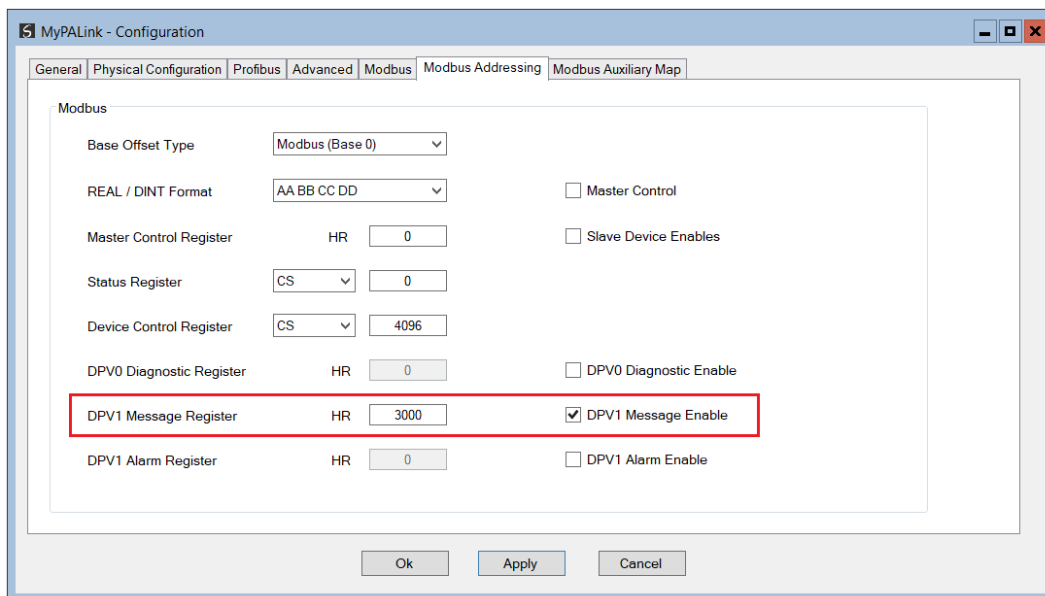 MyPALink - Configuration
General Physical Configuration Profibus Advanced Modbus Modbus Addressing Modbus Auxiliary Map
Modbus
Base Offset Type Modbus (Base 0)
REAL / DINT Format AA BB CC DD Master Control
Master Control Register HR 0 Slave Device Enables
Status Register CS 0
Device Control Register CS 4096
DPV0 Diagnostic Register HR 0 DPV0 Diagnostic Enable
DPV1 Message Register HR 3000 DPV1 Message Enable
DPV1 Alarm Register HR 0 DPV1 Alarm Enable
Ok Apply Cancel